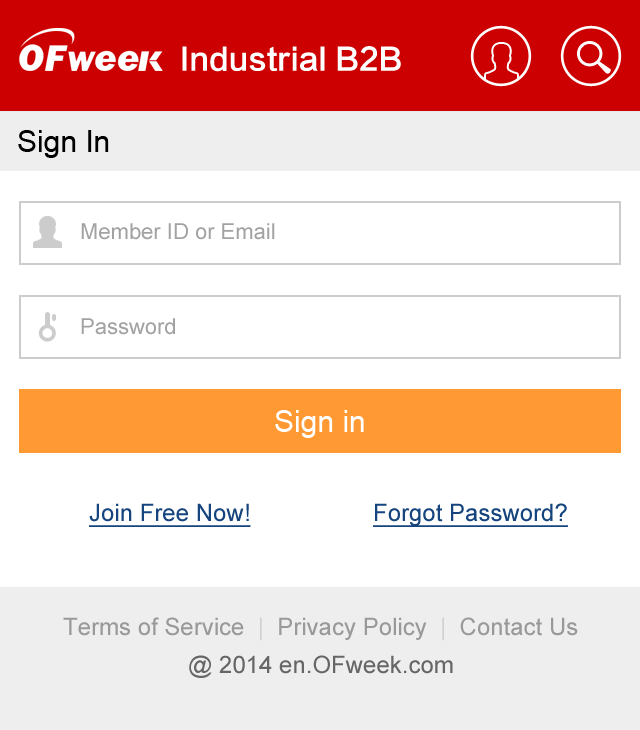 OFweek Industrial B2B
Sign In
Member ID or Email
Password
Sign in
Join Free Now! Forgot Password?
Terms of Service | Privacy Policy | Contact Us
@ 2014 en.OFweek.com